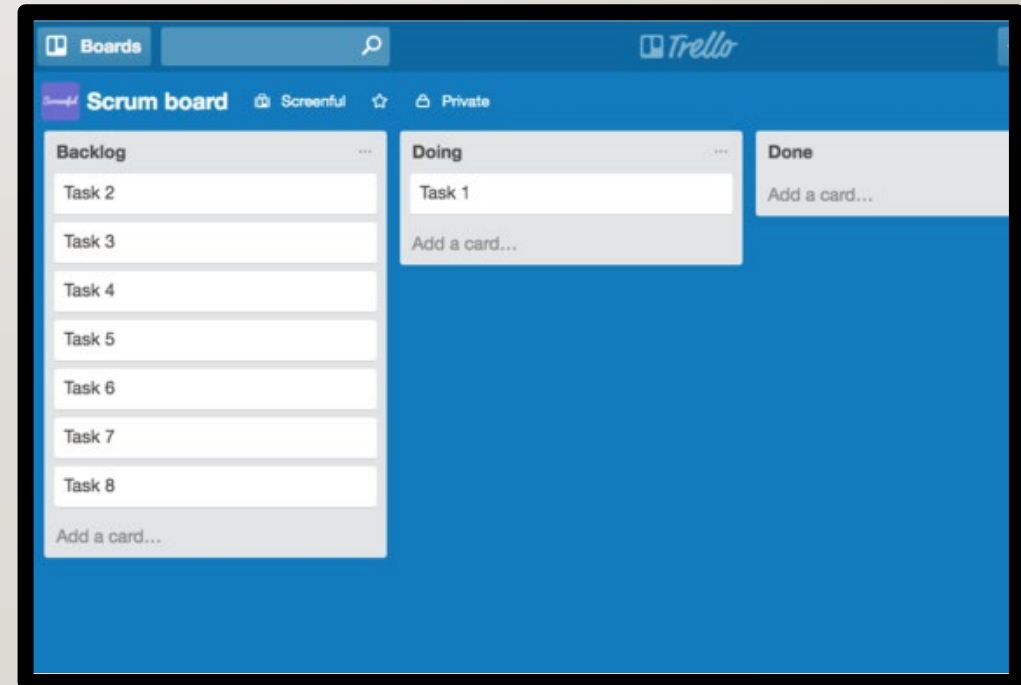 Boards
Trello
Scrum board Screenful Private
Backlog ...
Task 2
Task 3
Task 4
Task 5
Task 6
Task 7
Task 8
Add a card...
Doing ...
Task 1
Add a card...
Done
Add a card...